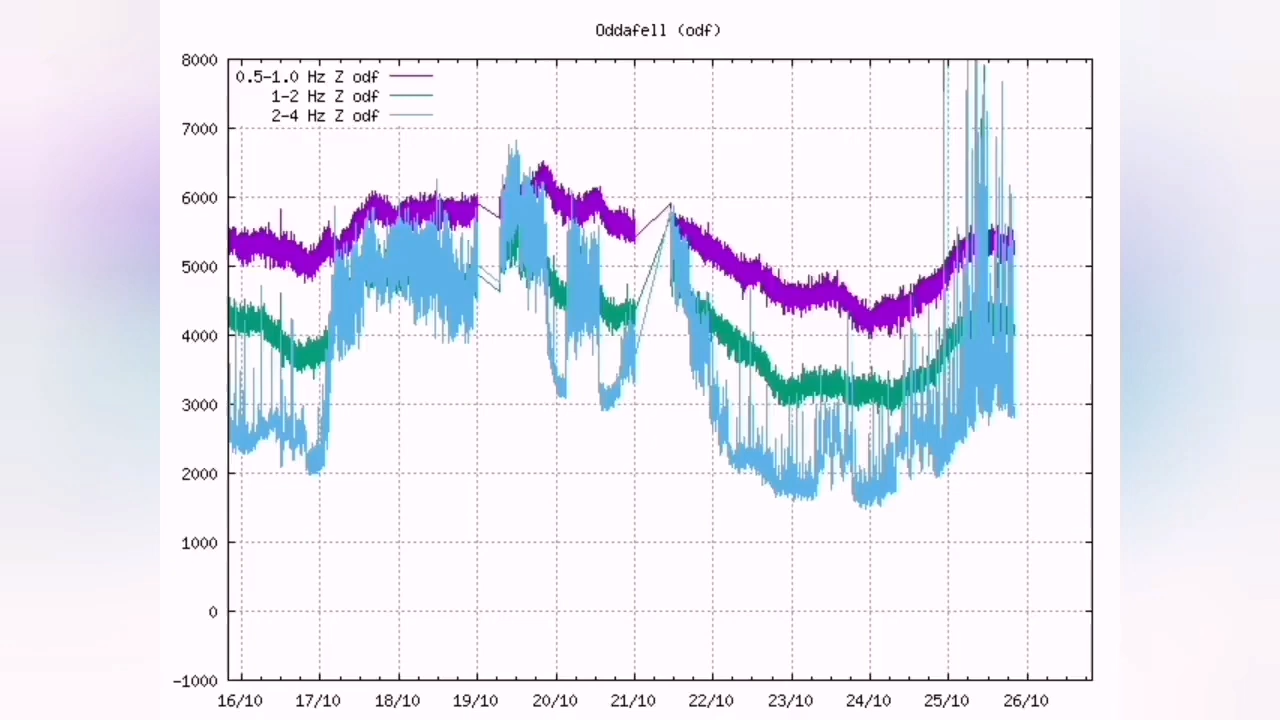 Oddafell (odf)
8000
0.5-1.0 Hz Z odf
1-2 Hz Z odf
2-4 Hz Z odf
7000
6000
5000
4000
3000
2000
1000
0
-1000
16/10 17/10 18/10 19/10 20/10 21/10 22/10 23/10 24/10 25/10 26/10